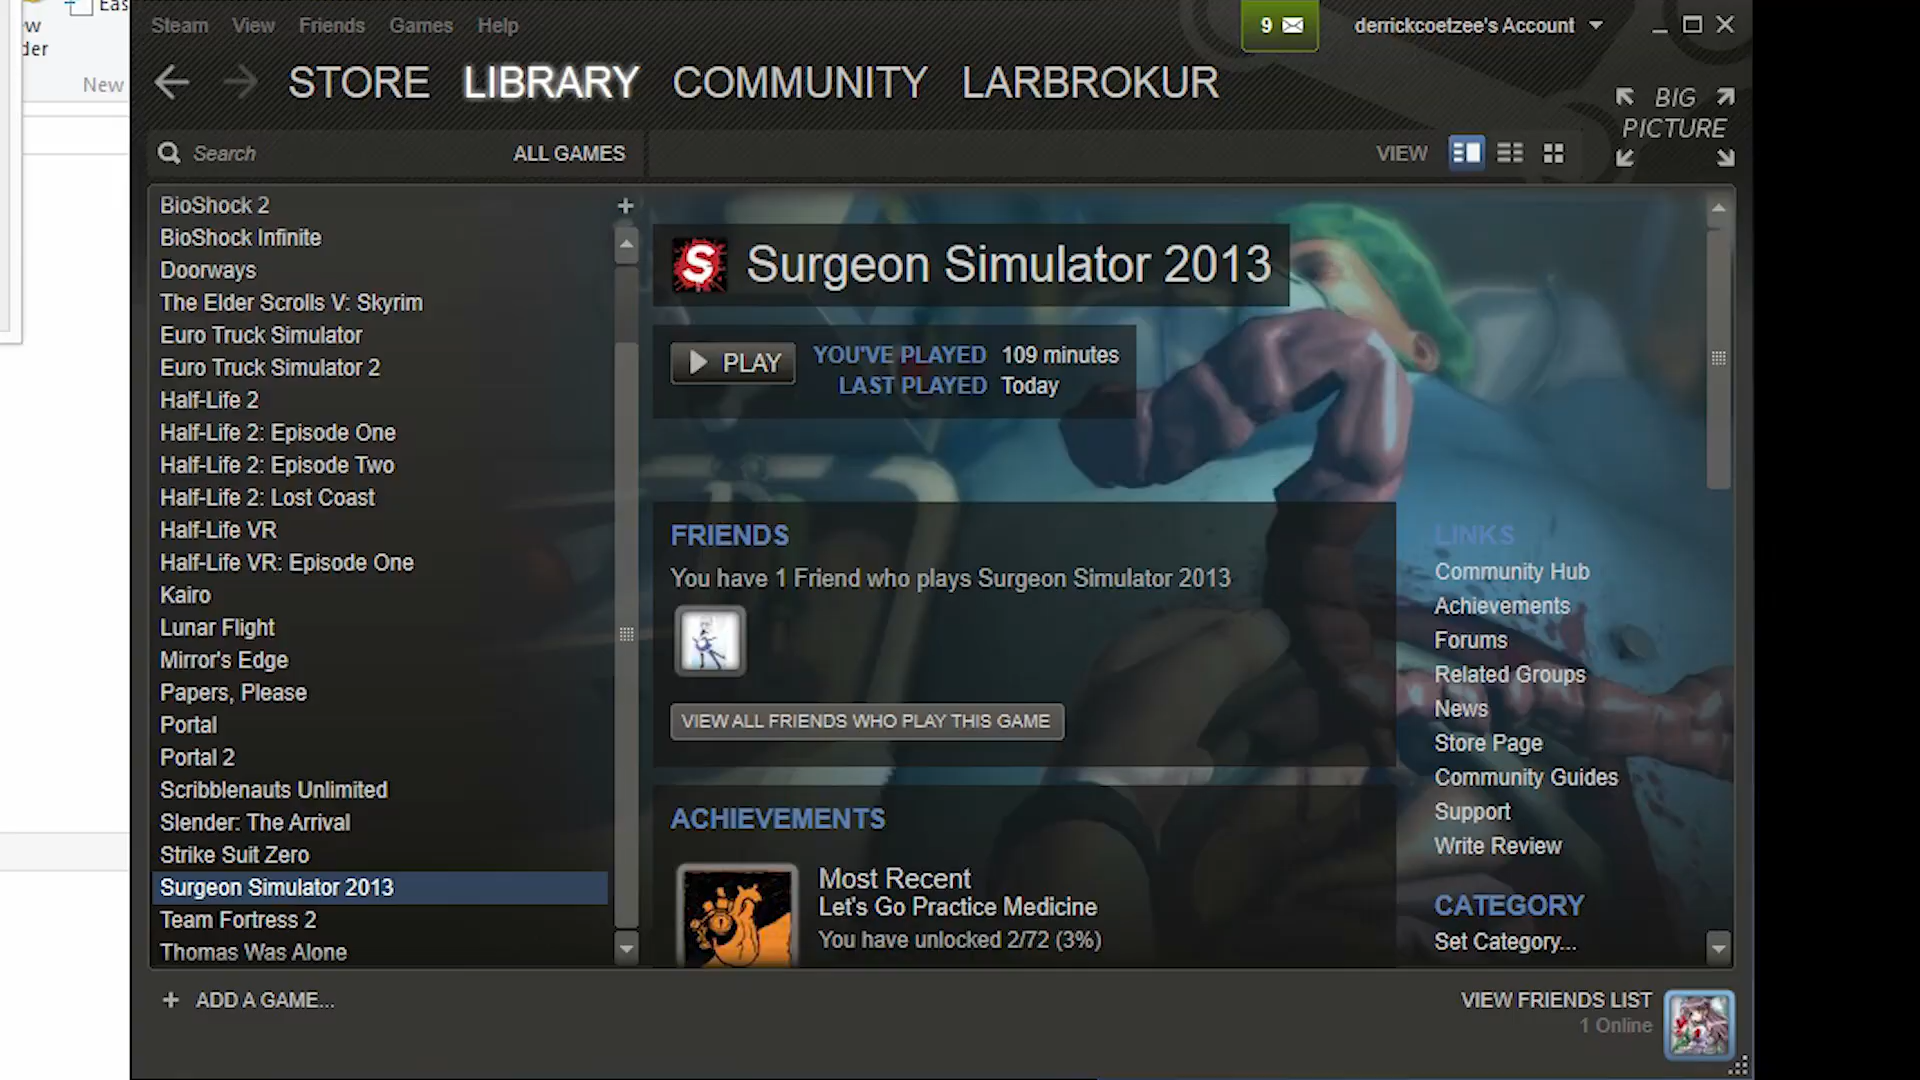 Eas
w
der
New
Steam View Friends Games Help
9
derrickcoetzee's Account
STORE LIBRARY COMMUNITY LARBROKUR
BIG
PICTURE
Search
ALL GAMES
VIEW
BioShock 2
BioShock Infinite
Doorways
The Elder Scrolls V: Skyrim
Euro Truck Simulator
Euro Truck Simulator 2
Half-Life 2
Half-Life 2: Episode One
Half-Life 2: Episode Two
Half-Life 2: Lost Coast
Half-Life VR
Half-Life VR: Episode One
Kairo
Lunar Flight
Mirror's Edge
Papers, Please
Portal
Portal 2
Scribblenauts Unlimited
Slender: The Arrival
Strike Suit Zero
Surgeon Simulator 2013
Team Fortress 2
Thomas Was Alone
+ ADD A GAME...
S Surgeon Simulator 2013
PLAY
YOU'VE PLAYED 109 minutes
LAST PLAYED Today
FRIENDS
You have 1 Friend who plays Surgeon Simulator 2013
VIEW ALL FRIENDS WHO PLAY THIS GAME
ACHIEVEMENTS
Most Recent
Let's Go Practice Medicine
You have unlocked 2/72 (3%)
LINKS
Community Hub
Achievements
Forums
Related Groups
News
Store Page
Community Guides
Support
Write Review
CATEGORY
Set Category...
VIEW FRIENDS LIST
1 Online